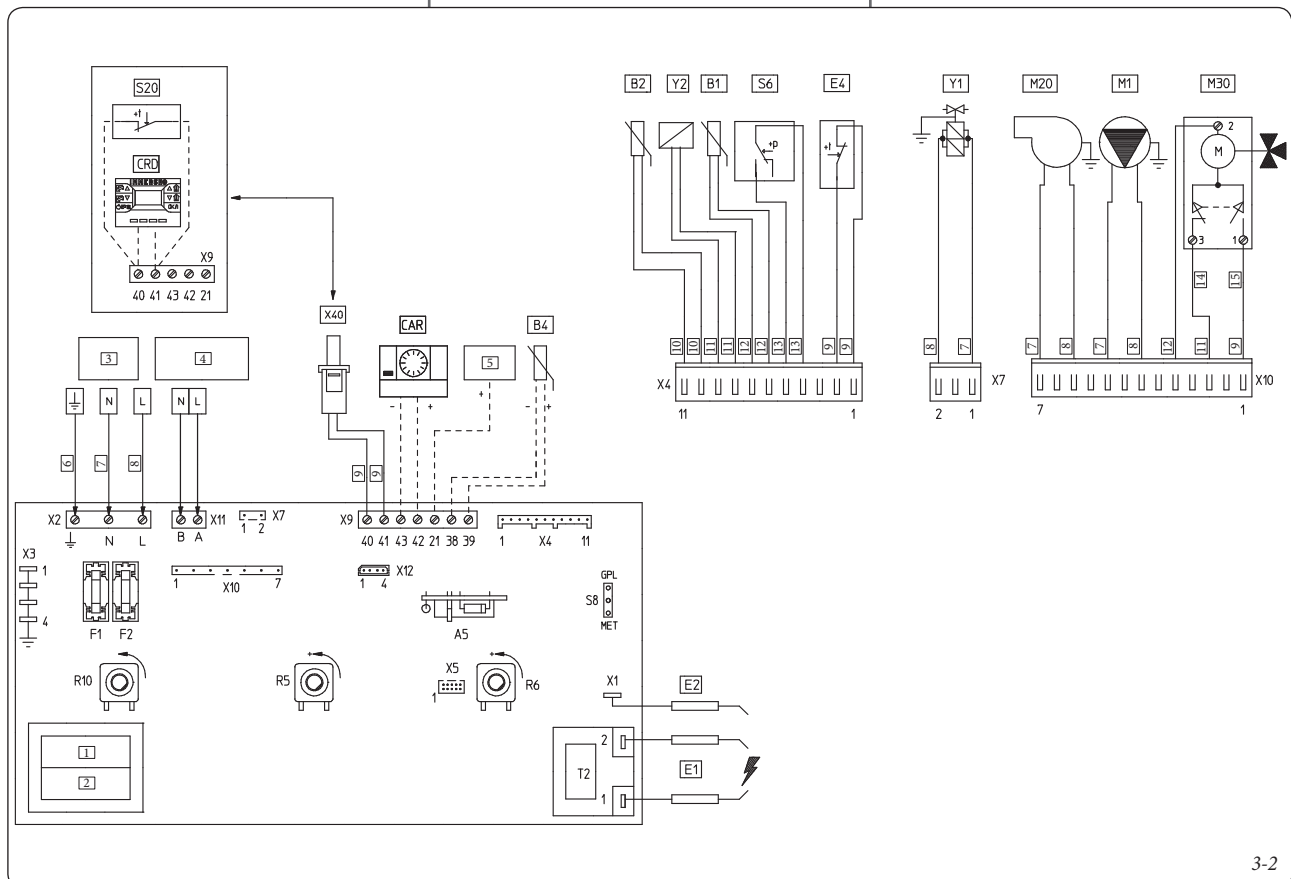 S20
+t
CRD
X9
40 41 43 42 21
B2 Y2 B1 S6 E4 Y1 M20 M1 M30
+p
+t
2
M
3 1
14 15
10 10 11 11 12 12 13 13 9 9
8 7
7 8 7 8 12 11 9
X4
11 1
X7
2 1
X10
7 1
3 4
X40 CAR B4
5
- + + - +
N L N L
6 7 8
9 9
X2
N L
X11
B A
X7
1 2
X9
40 41 43 42 21 38 39
1 X4 11
X3
1
4
1 X10 7
X12
1 4
GPL
S8
MET
F1 F2
A5
R10
R5
+
X5
1
+
R6
X1
E2
2
T2
E1
1
1
2
3-2